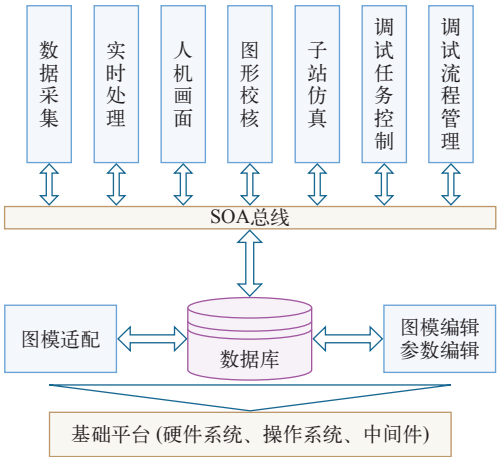 数据采集
实时处理
人机画面
图形校核
子站仿真
调试任务控制
调试流程管理
SOA总线
图模适配
数据库
图模编辑
参数编辑
基础平台 (硬件系统、操作系统、中间件)